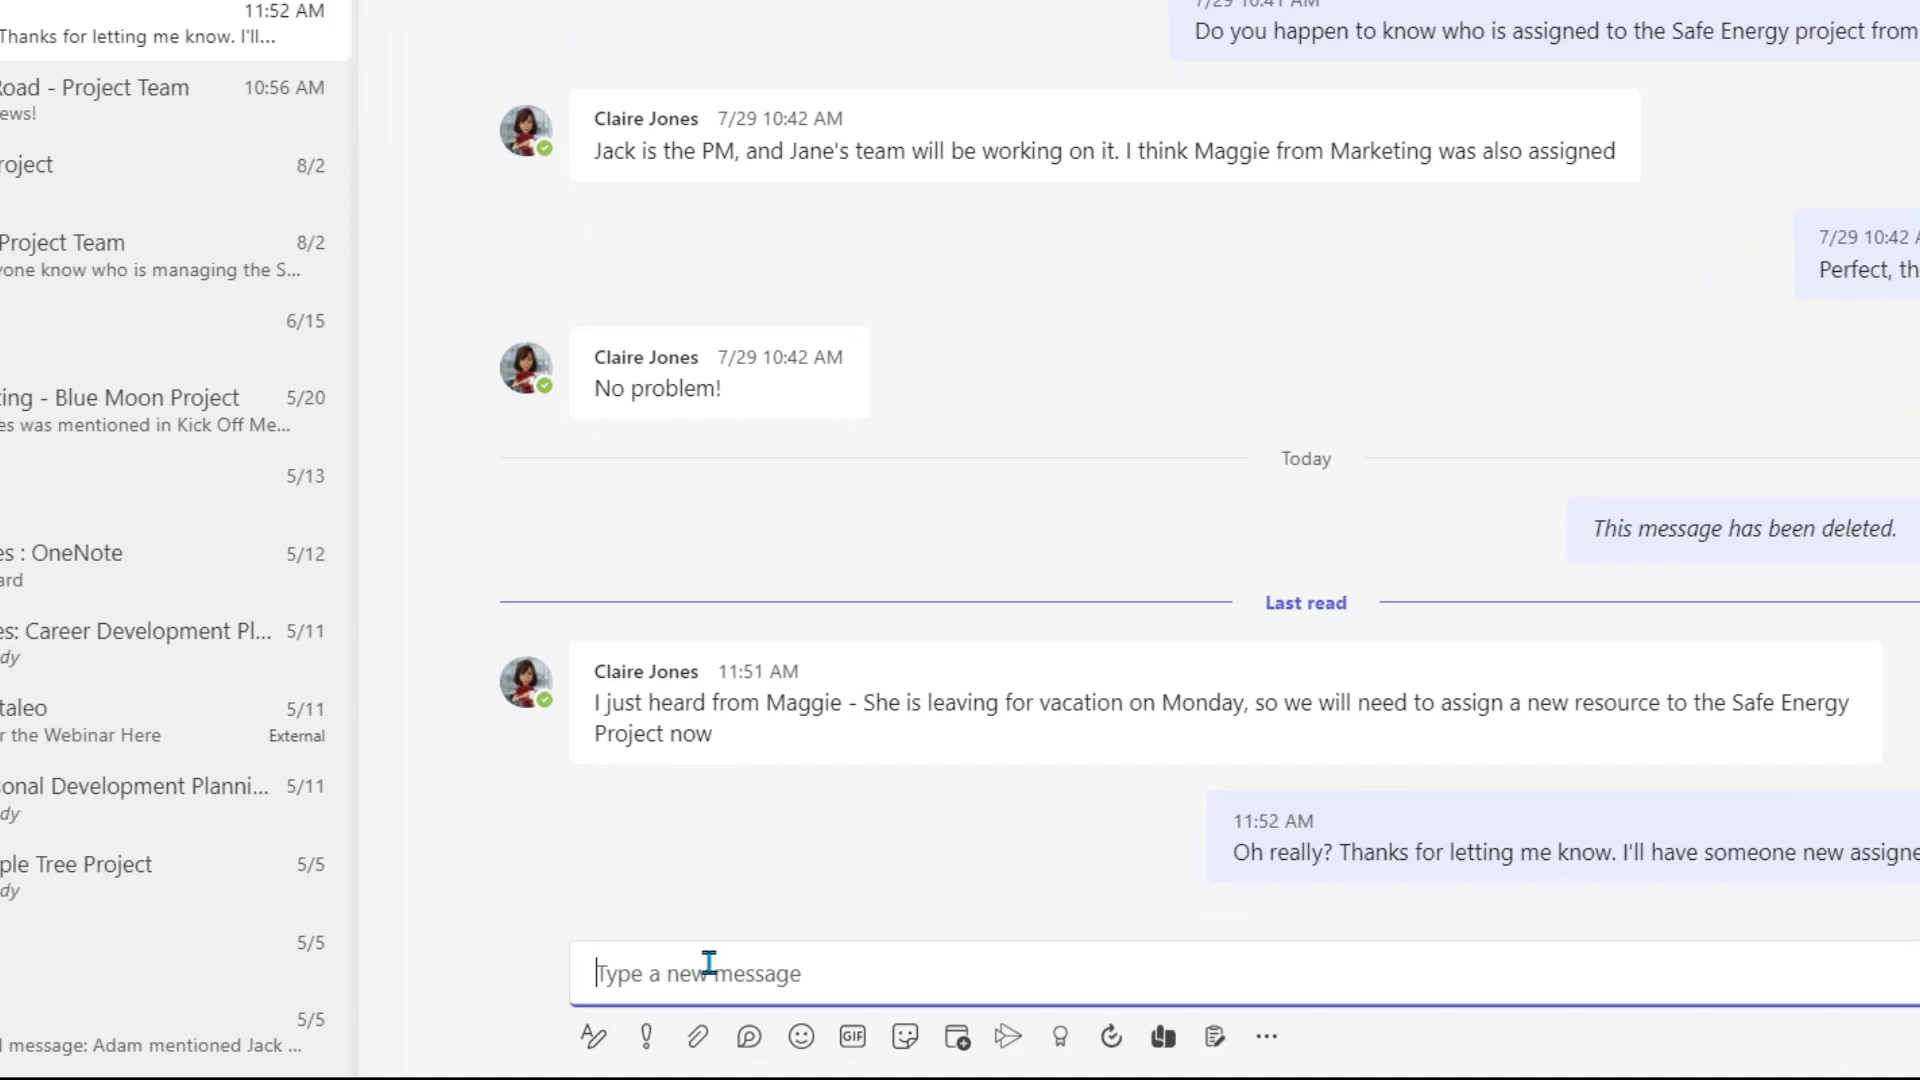 11:52 AM
Thanks for letting me know. I'll...
Road - Project Team 10:56 AM
ews!
roject 8/2
Project Team 8/2
yone know who is managing the S...
6/15
ting - Blue Moon Project 5/20
es was mentioned in Kick Off Me...
5/13
es : OneNote 5/12
ard
es: Career Development Pl... 5/11
dy
taleo 5/11
r the Webinar Here External
sonal Development Planni... 5/11
dy
ple Tree Project 5/5
dy
5/5
5/5
l message: Adam mentioned Jack ...
7/29 10:41 AM
Do you happen to know who is assigned to the Safe Energy project from
Claire Jones 7/29 10:42 AM
Jack is the PM, and Jane's team will be working on it. I think Maggie from Marketing was also assigned
7/29 10:42 A
Perfect, th
Claire Jones 7/29 10:42 AM
No problem!
Today
This message has been deleted.
Last read
Claire Jones 11:51 AM
I just heard from Maggie - She is leaving for vacation on Monday, so we will need to assign a new resource to the Safe Energy
Project now
11:52 AM
Oh really? Thanks for letting me know. I'll have someone new assigne
Type a new message
GIF